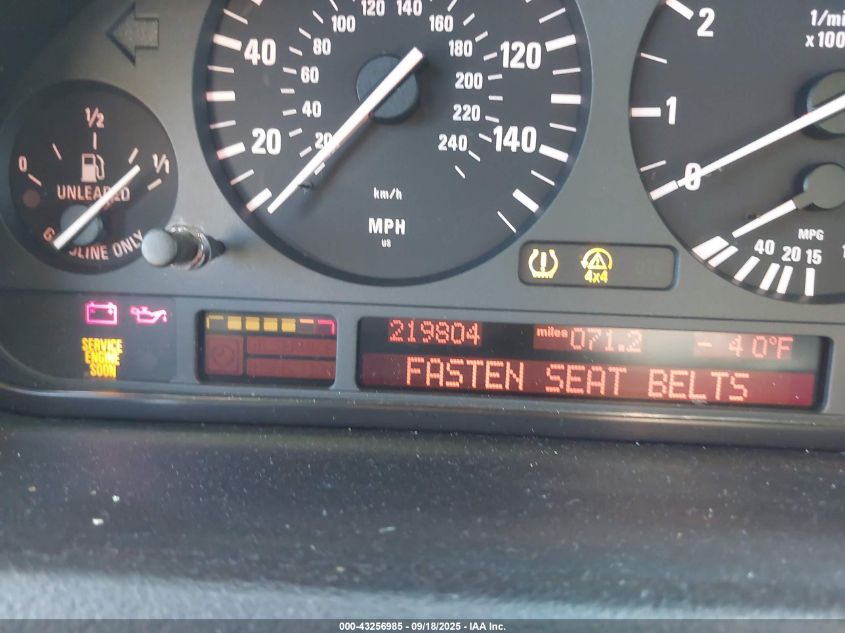 1/2
0
1/1
UNLEADED
GASOLINE ONLY
20
40
120
140
20
40
60
80
100
120
140
160
180
200
220
240
km/h
MPH
US
0
1
2
1/mi
x100
MPG
40 20 15
4x4
SERVICE
ENGINE
SOON
219804 miles 071.2 -40°F
FASTEN SEAT BELTS
000-43256985 - 09/18/2025 - IAA Inc.